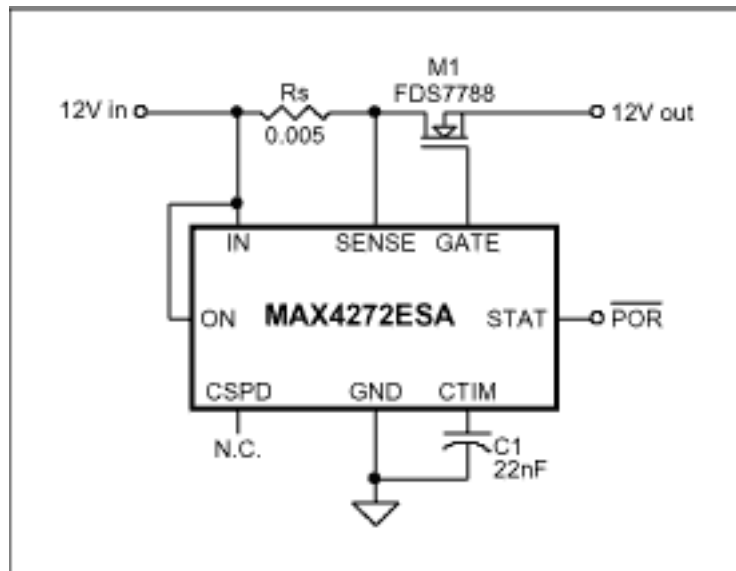 M1
FDS7788
12V in
Rs
0.005
12V out
IN
SENSE
GATE
ON
MAX4272ESA
STAT
POR
CSPD
GND
CTIM
N.C.
C1
22nF